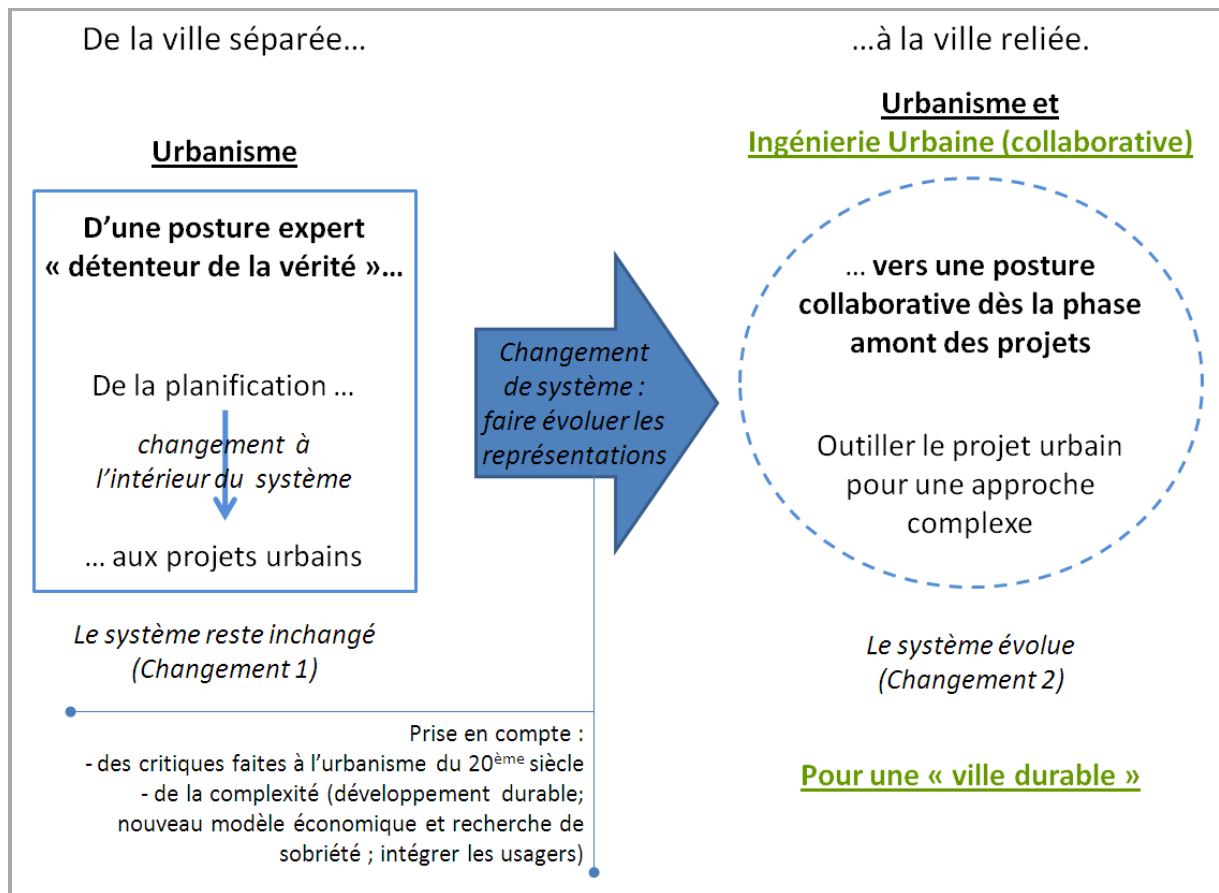 De la ville séparée…
…à la ville reliée.
Urbanisme
Urbanisme et
Ingénierie Urbaine (collaborative)
D’une posture expert
« détenteur de la vérité »…
De la planification …
changement à
l’intérieur du système
… aux projets urbains
Le système reste inchangé
(Changement 1)
Changement
de système :
faire évoluer les
représentations
… vers une posture
collaborative dès la phase
amont des projets
Outiller le projet urbain
pour une approche
complexe
Le système évolue
(Changement 2)
Prise en compte :
- des critiques faites à l’urbanisme du 20ème siècle
- de la complexité (développement durable;
nouveau modèle économique et recherche de
sobriété ; intégrer les usagers)
Pour une « ville durable »